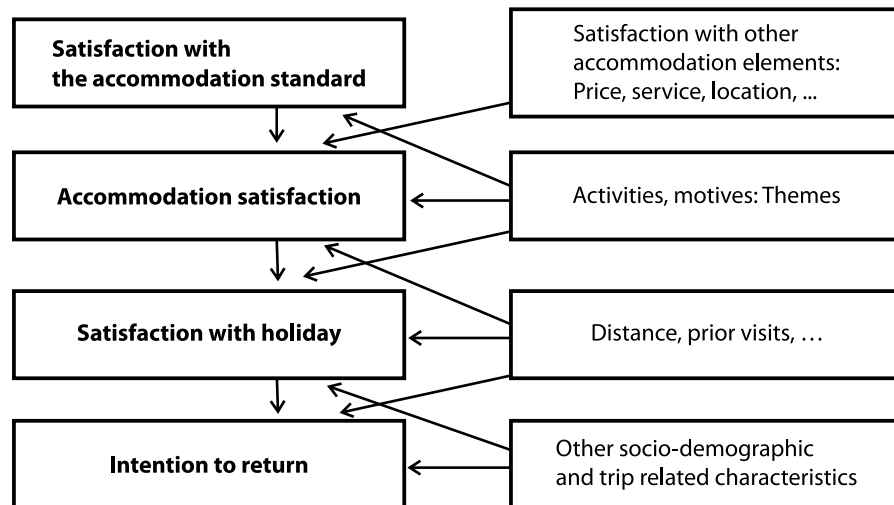 Satisfaction with
the accommodation standard
Satisfaction with other
accommodation elements:
Price, service, location, ...
Accommodation satisfaction
Activities, motives: Themes
Satisfaction with holiday
Distance, prior visits, …
Intention to return
Other socio-demographic
and trip related characteristics